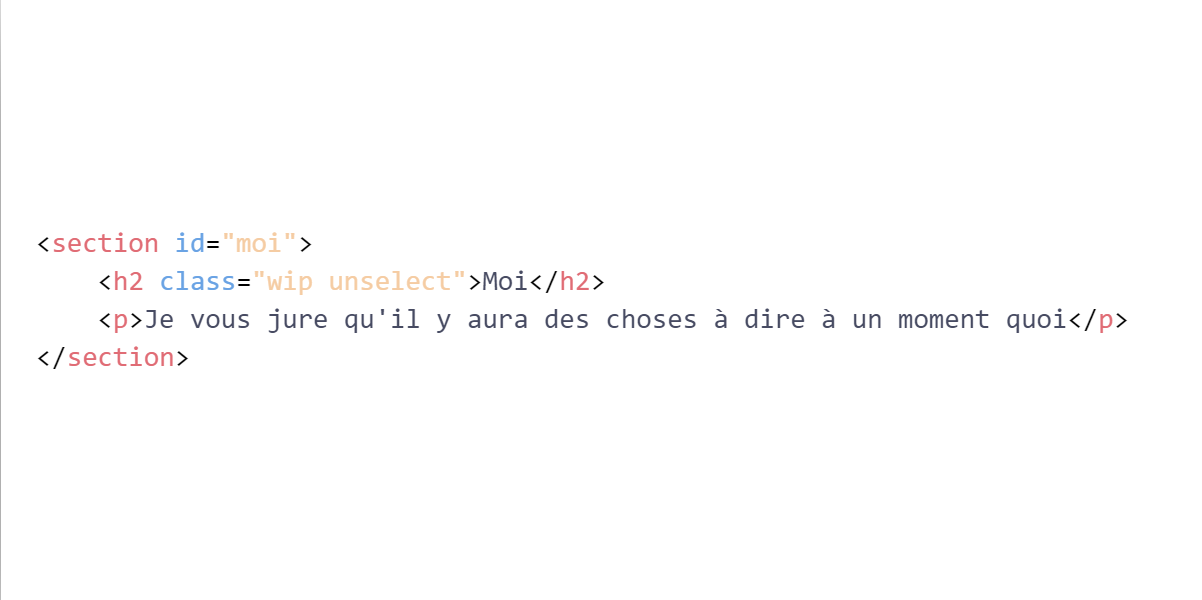 <section id="moi">
<h2 class="wip unselect">Moi</h2>
<p>Je vous jure qu'il y aura des choses à dire à un moment quoi</p>
</section>